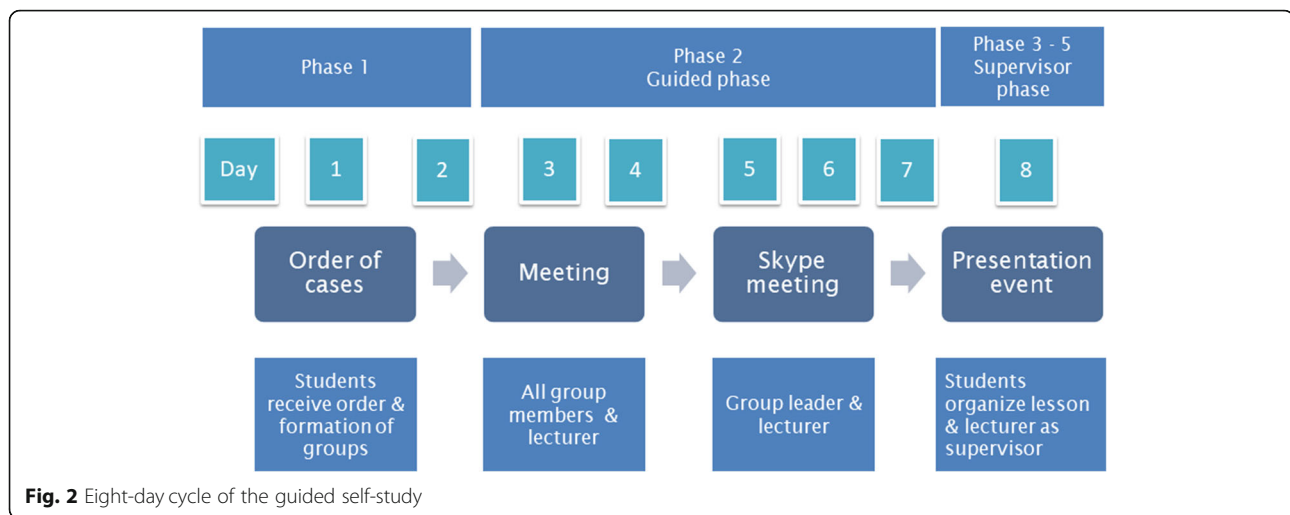 Phase 1
Phase 2
Guided phase
Phase 3 - 5
Supervisor
phase
Day
1
2
3
4
5
6
7
8
Order of
cases
Meeting
Skype
meeting
Presentation
event
Students
receive order &
formation of
groups
All group
members & 
lecturer
Group leader &
lecturer
Students
organize lesson
& lecturer as
supervisor
Fig. 2 Eight-day cycle of the guided self-study